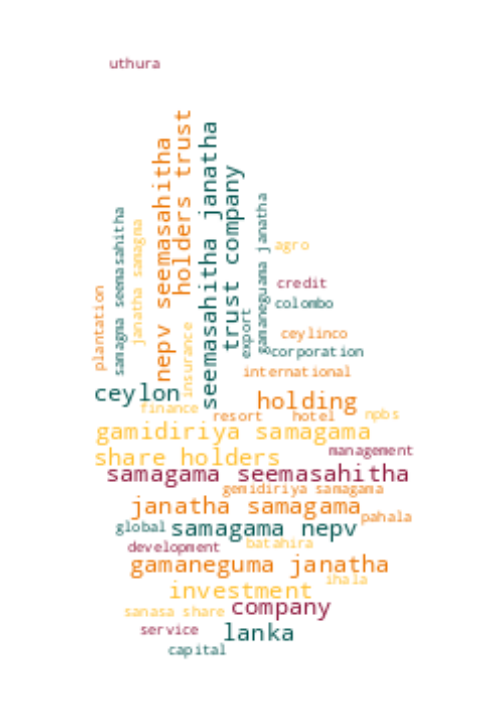 uthura
holders trust
seemasahitha janatha
nepv seemasahitha
trust company
gamaneguama janatha
samagma seemasahitha
janatha samagma
agro
credit
plantation
colombo
export
insurance
ceylinco
corporation
international
ceylon
holding
finance
resort
hotel
npbs
gamidiriya samagama
management
share holders
samagama seemasahitha
gemidiriya samagama
janatha samagama
pahala
global
samagama nepv
development
batahira
gamaneguma janatha
ihala
investment
sanasa share
company
service
lanka
capital